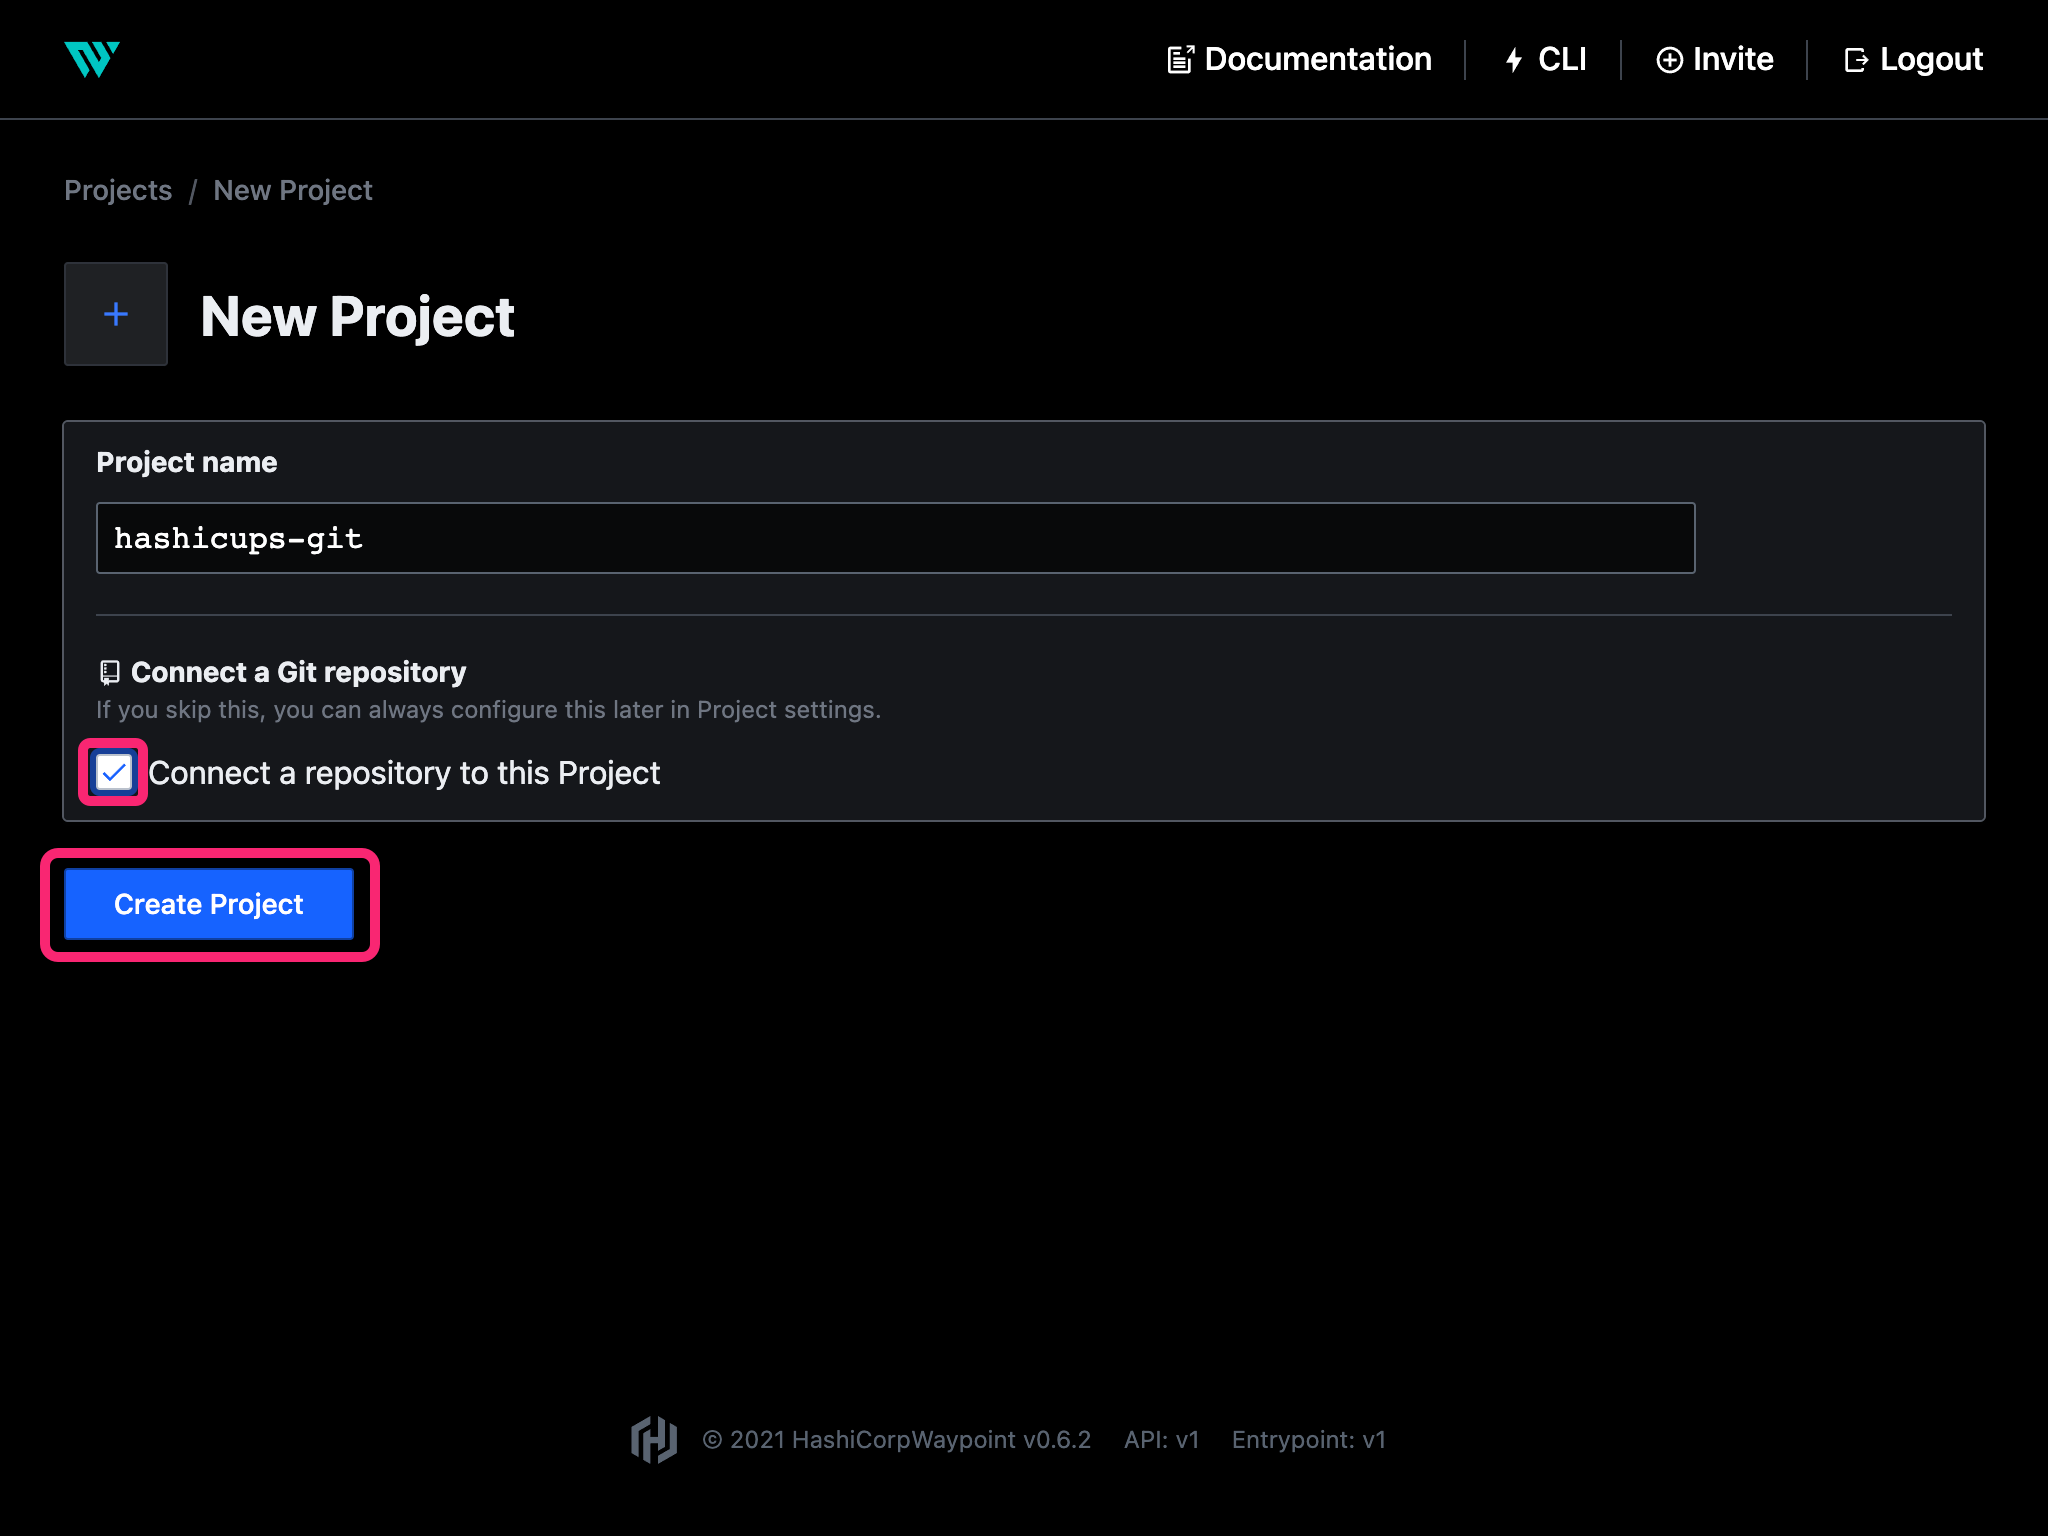 Documentation
CLI
Invite
Logout
Projects / New Project
New Project
Project name
hashicups-git
Connect a Git repository
If you skip this, you can always configure this later in Project settings.
Connect a repository to this Project
Create Project
© 2021 HashiCorpWaypoint v0.6.2 API: v1 Entrypoint: v1